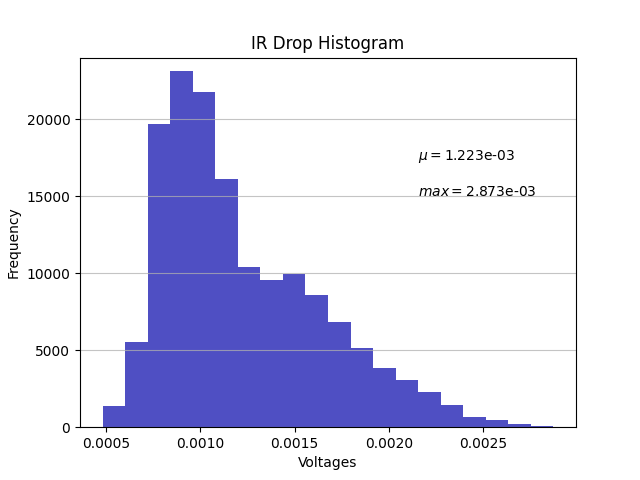 IR Drop Histogram
20000
15000
10000
5000
0
Frequency
μ = 1.223e-03
max = 2.873e-03
0.0005 0.0010 0.0015 0.0020 0.0025
Voltages